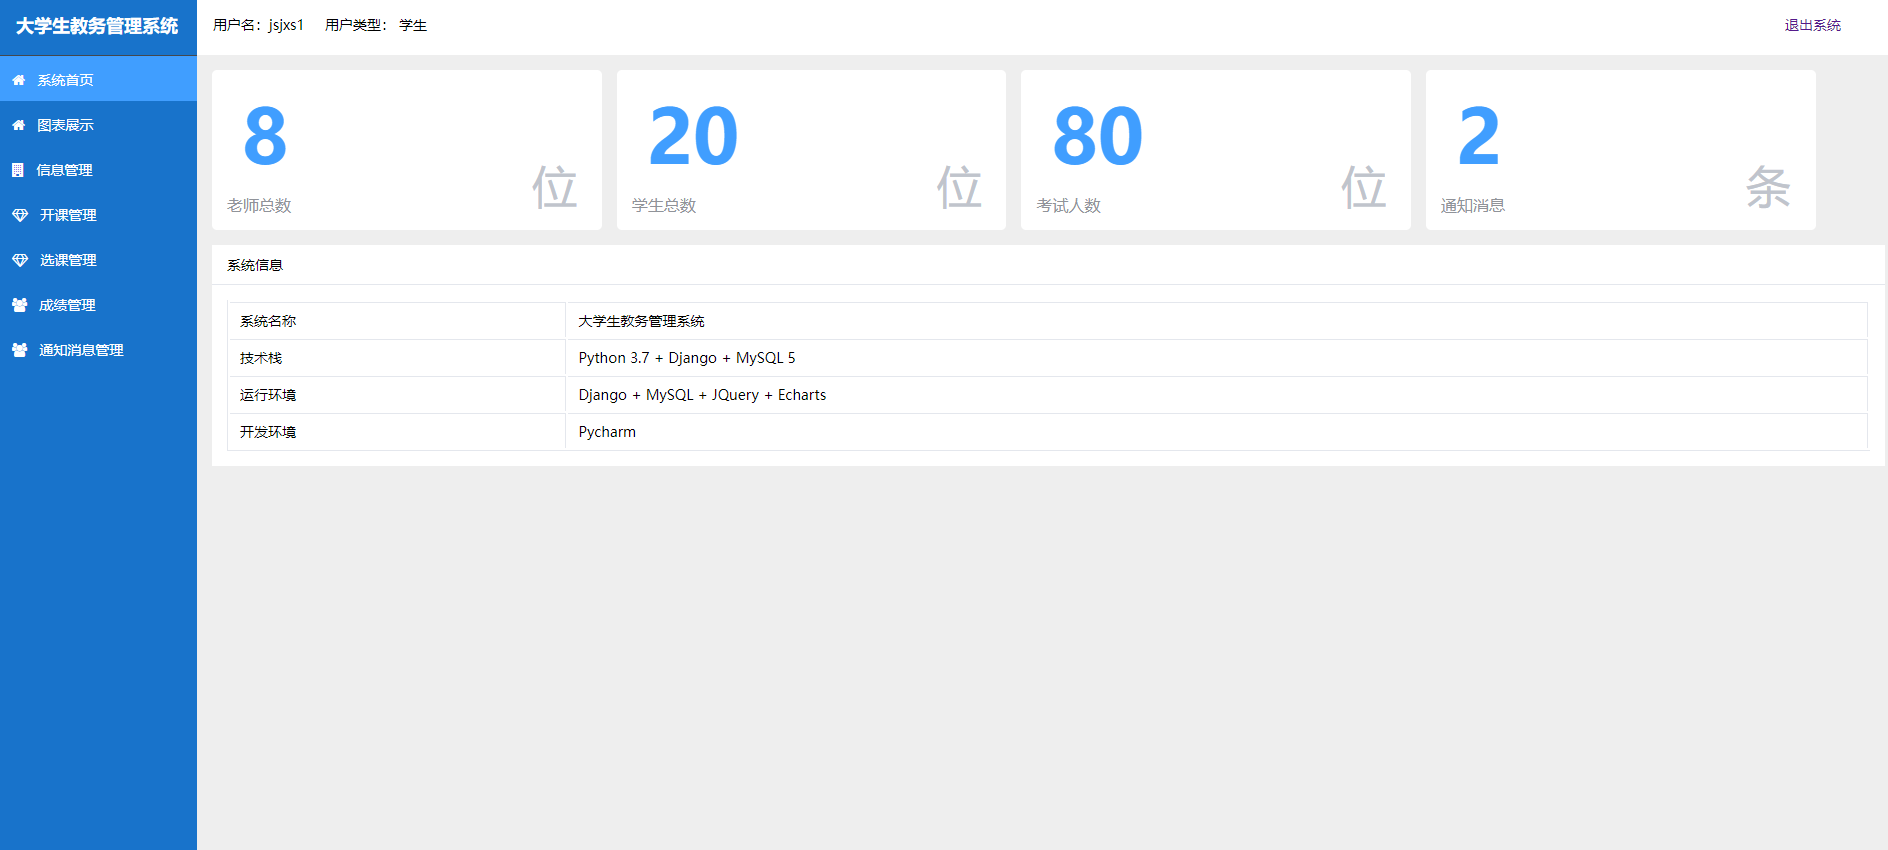 大学生教务管理系统
用户名：jsjxs1 用户类型： 学生
退出系统
系统首页
图表展示
信息管理
开课管理
选课管理
成绩管理
通知消息管理
8
位
老师总数
20
位
学生总数
80
位
考试人数
2
条
通知消息
系统信息
系统名称 大学生教务管理系统
技术栈 Python 3.7 + Django + MySQL 5
运行环境 Django + MySQL + JQuery + Echarts
开发环境 Pycharm